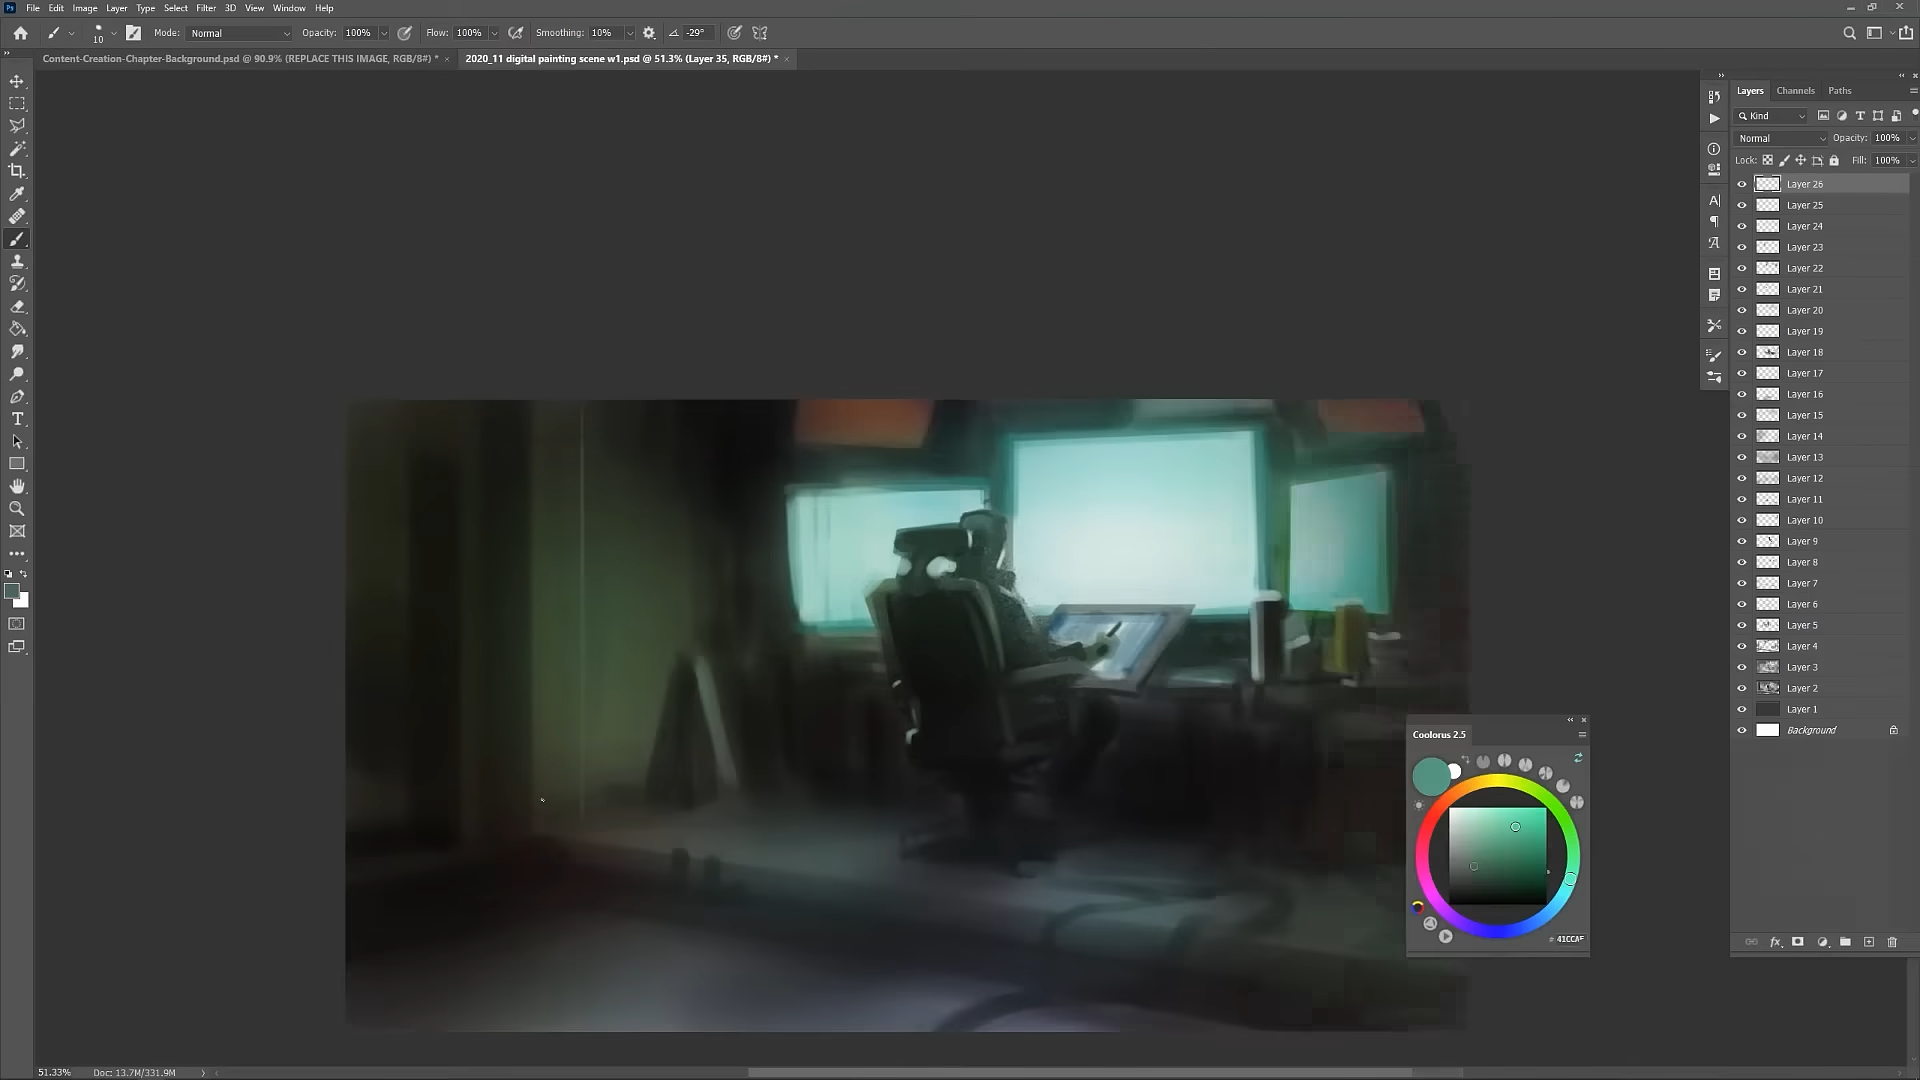 Ps File Edit Image Layer Type Select Filter 3D View Window Help
10 Mode: Normal Opacity: 100% Flow: 100% Smoothing: 10% -29°
Content-Creation-Chapter-Background.psd @ 90.9% (REPLACE THIS IMAGE, RGB/8#) * × 2020_11 digital painting scene w1.psd @ 51.3% (Layer 35, RGB/8#) * ×
Layers Channels Paths
Kind
Normal Opacity: 100%
Lock: Fill: 100%
Layer 26
Layer 25
Layer 24
Layer 23
Layer 22
Layer 21
Layer 20
Layer 19
Layer 18
Layer 17
Layer 16
Layer 15
Layer 14
Layer 13
Layer 12
Layer 11
Layer 10
Layer 9
Layer 8
Layer 7
Layer 6
Layer 5
Layer 4
Layer 3
Layer 2
Layer 1
Background
Coolorus 2.5
# 41CCAF
fx
51.33% Doc: 13.7M/331.9M